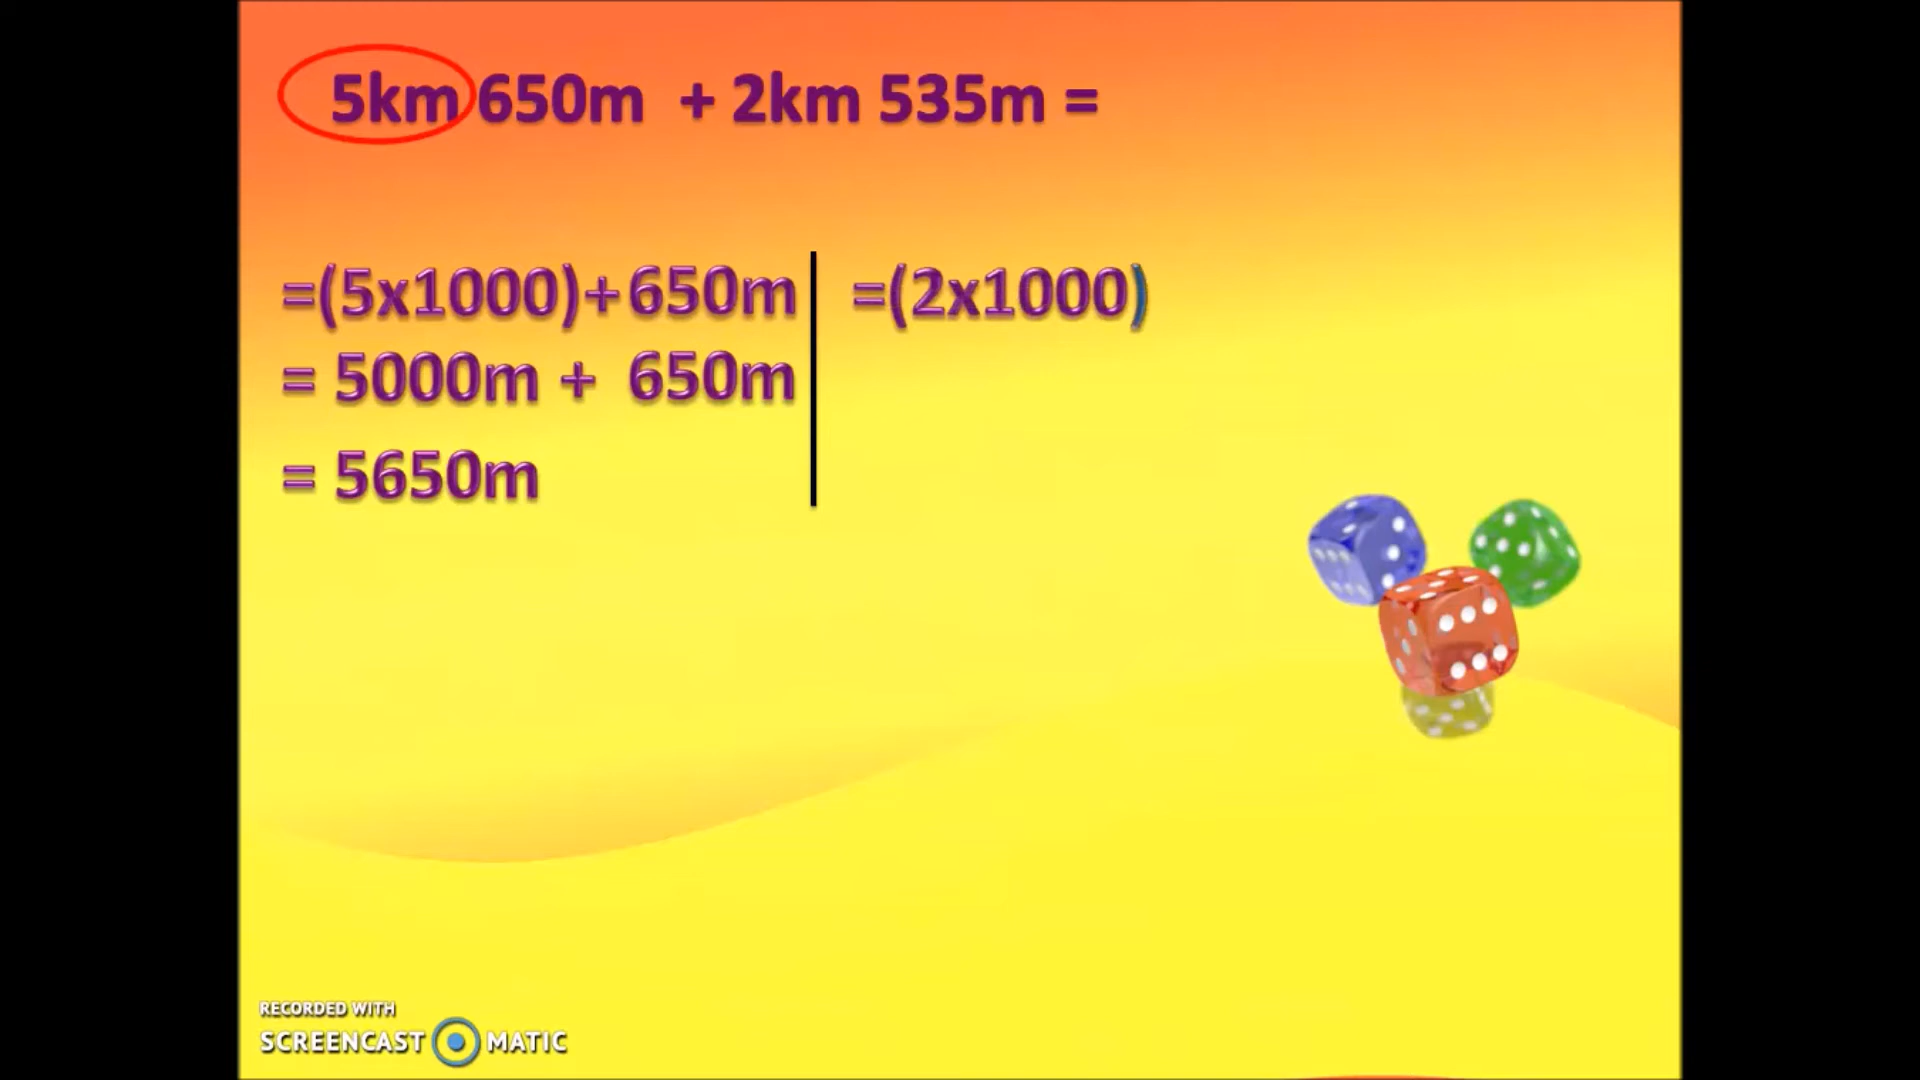 5km 650m + 2km 535m =
=(5x1000)+650m
= 5000m + 650m
= 5650m
=(2x1000)
RECORDED WITH
SCREENCAST MATIC